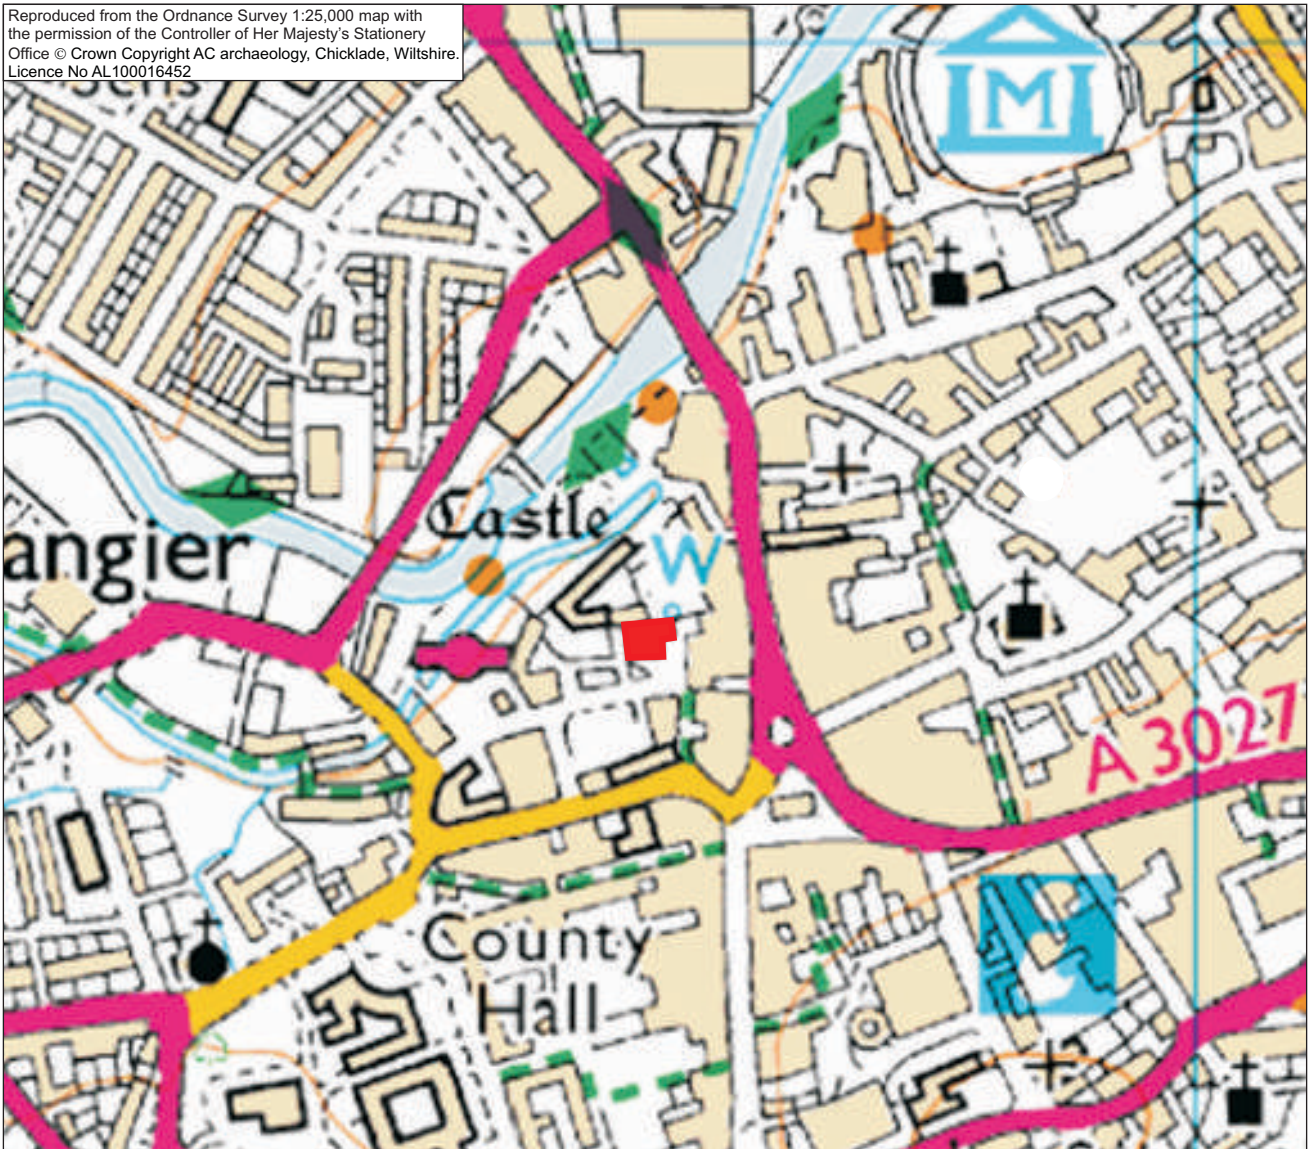 Reproduced from the Ordnance Survey 1:25,000 map with
the permission of the Controller of Her Majesty's Stationery
Office © Crown Copyright AC archaeology, Chicklade, Wiltshire.
Licence No AL100016452
M
Castle
W
angier
A 3027
County
Hall